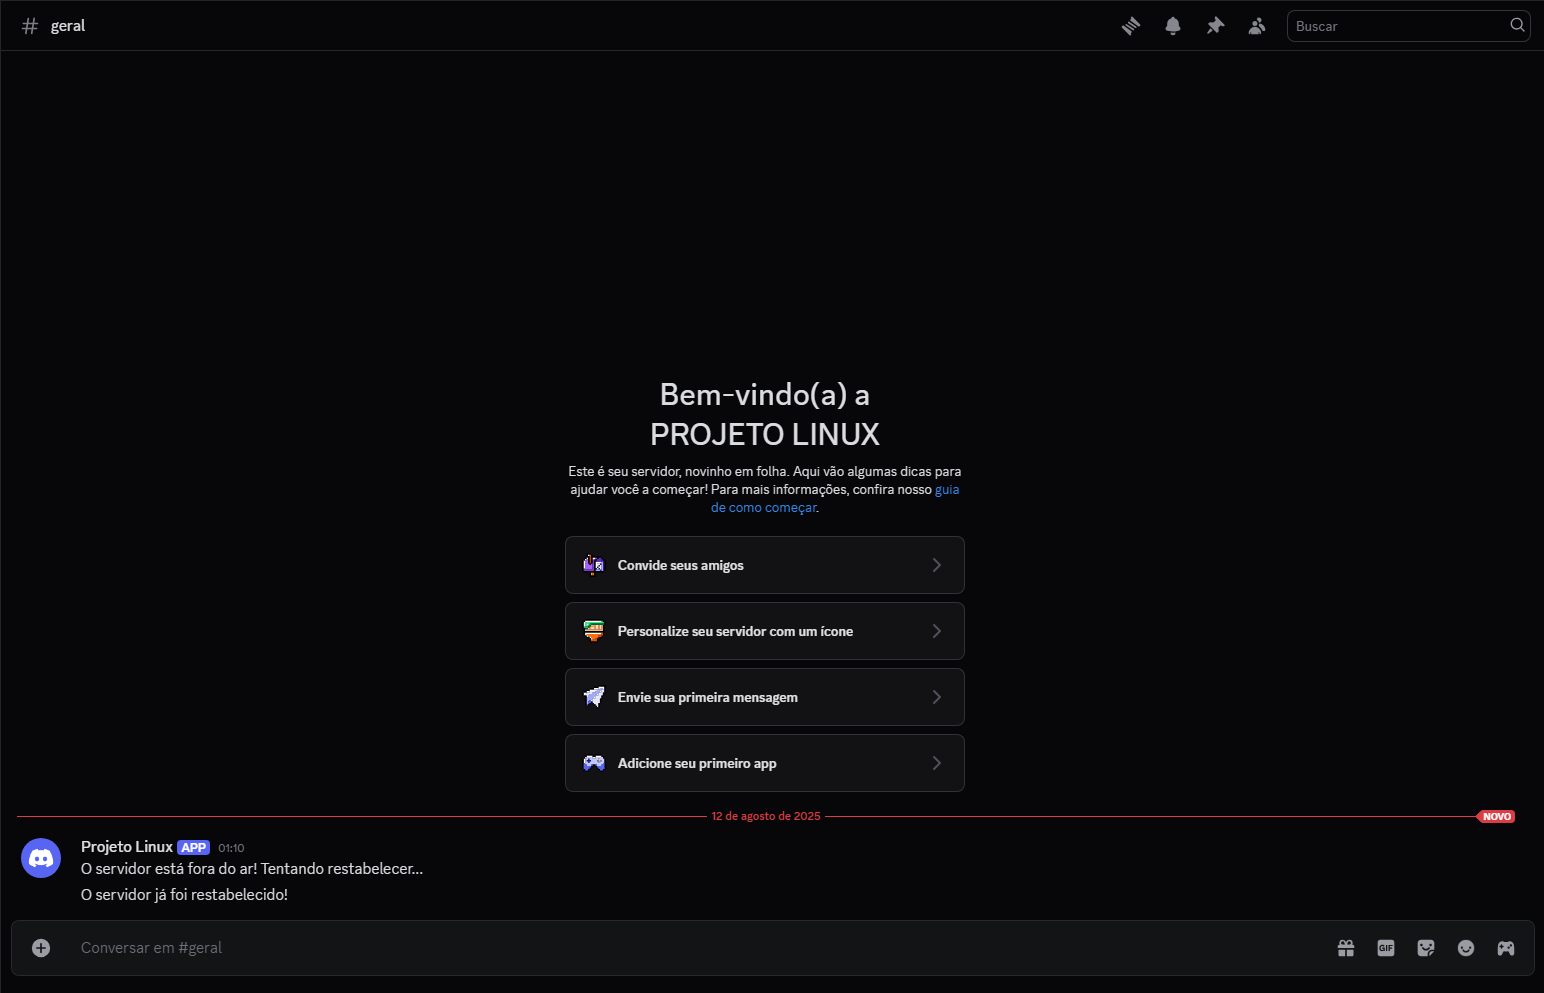 geral
Buscar
Bem-vindo(a) a
PROJETO LINUX
Este é seu servidor, novinho em folha. Aqui vão algumas dicas para
ajudar você a começar! Para mais informações, confira nosso guia
de como começar.
Convide seus amigos
Personalize seu servidor com um ícone
Envie sua primeira mensagem
Adicione seu primeiro app
12 de agosto de 2025
NOVO
Projeto Linux APP 01:10
O servidor está fora do ar! Tentando restabelecer...
O servidor já foi restabelecido!
Conversar em #geral
GIF